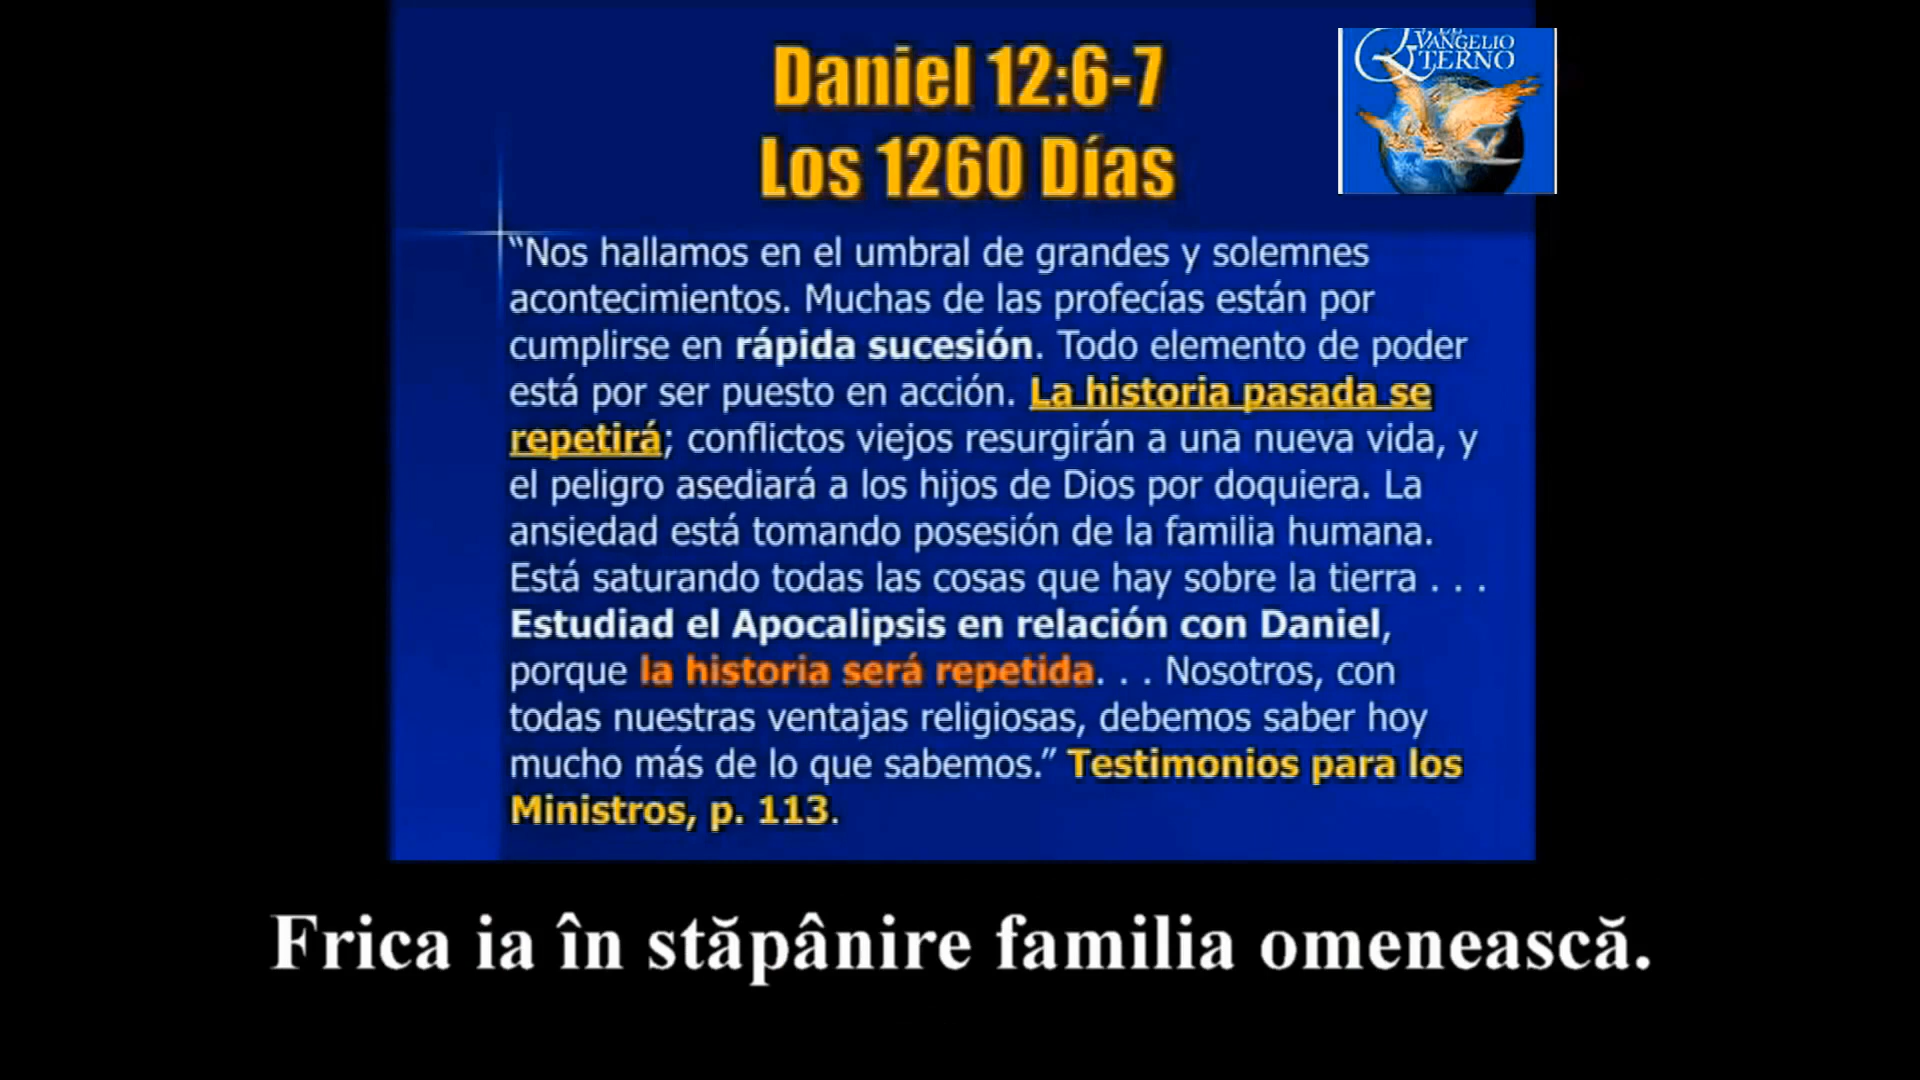 Daniel 12:6-7
Los 1260 Días
EL
EVANGELIO
ETERNO
“Nos hallamos en el umbral de grandes y solemnes
acontecimientos. Muchas de las profecías están por
cumplirse en rápida sucesión. Todo elemento de poder
está por ser puesto en acción. La historia pasada se
repetirá; conflictos viejos resurgirán a una nueva vida, y
el peligro asediará a los hijos de Dios por doquiera. La
ansiedad está tomando posesión de la familia humana.
Está saturando todas las cosas que hay sobre la tierra . . .
Estudiad el Apocalipsis en relación con Daniel,
porque la historia será repetida. . . Nosotros, con
todas nuestras ventajas religiosas, debemos saber hoy
mucho más de lo que sabemos.” Testimonios para los
Ministros, p. 113.
Frica ia în stăpânire familia omenească.